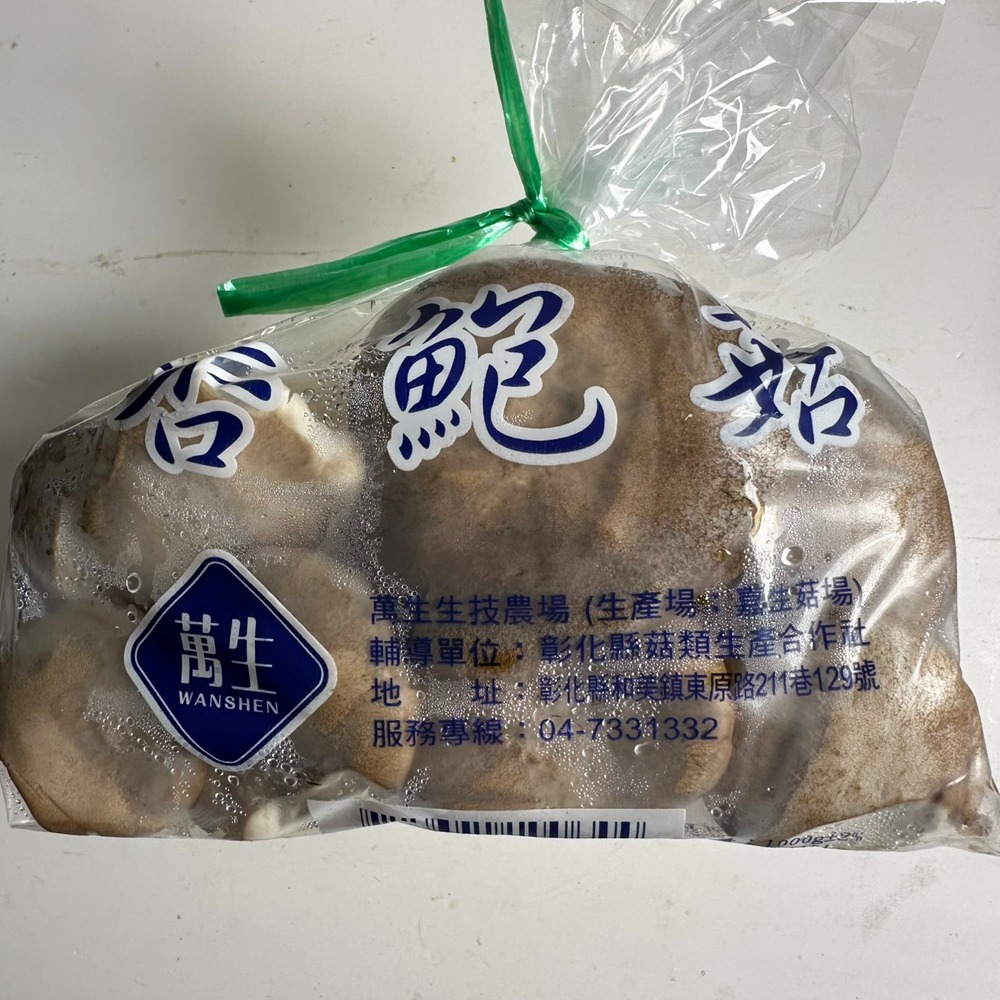 杏鮑菇
萬生
WANSHEN
萬生生技農場 (生產場：嘉生菇場)
輔導單位：彰化縣菇類生產合作社
地　　址：彰化縣和美鎮東原路211巷129號
服務專線：04-7331332
1000g±3%